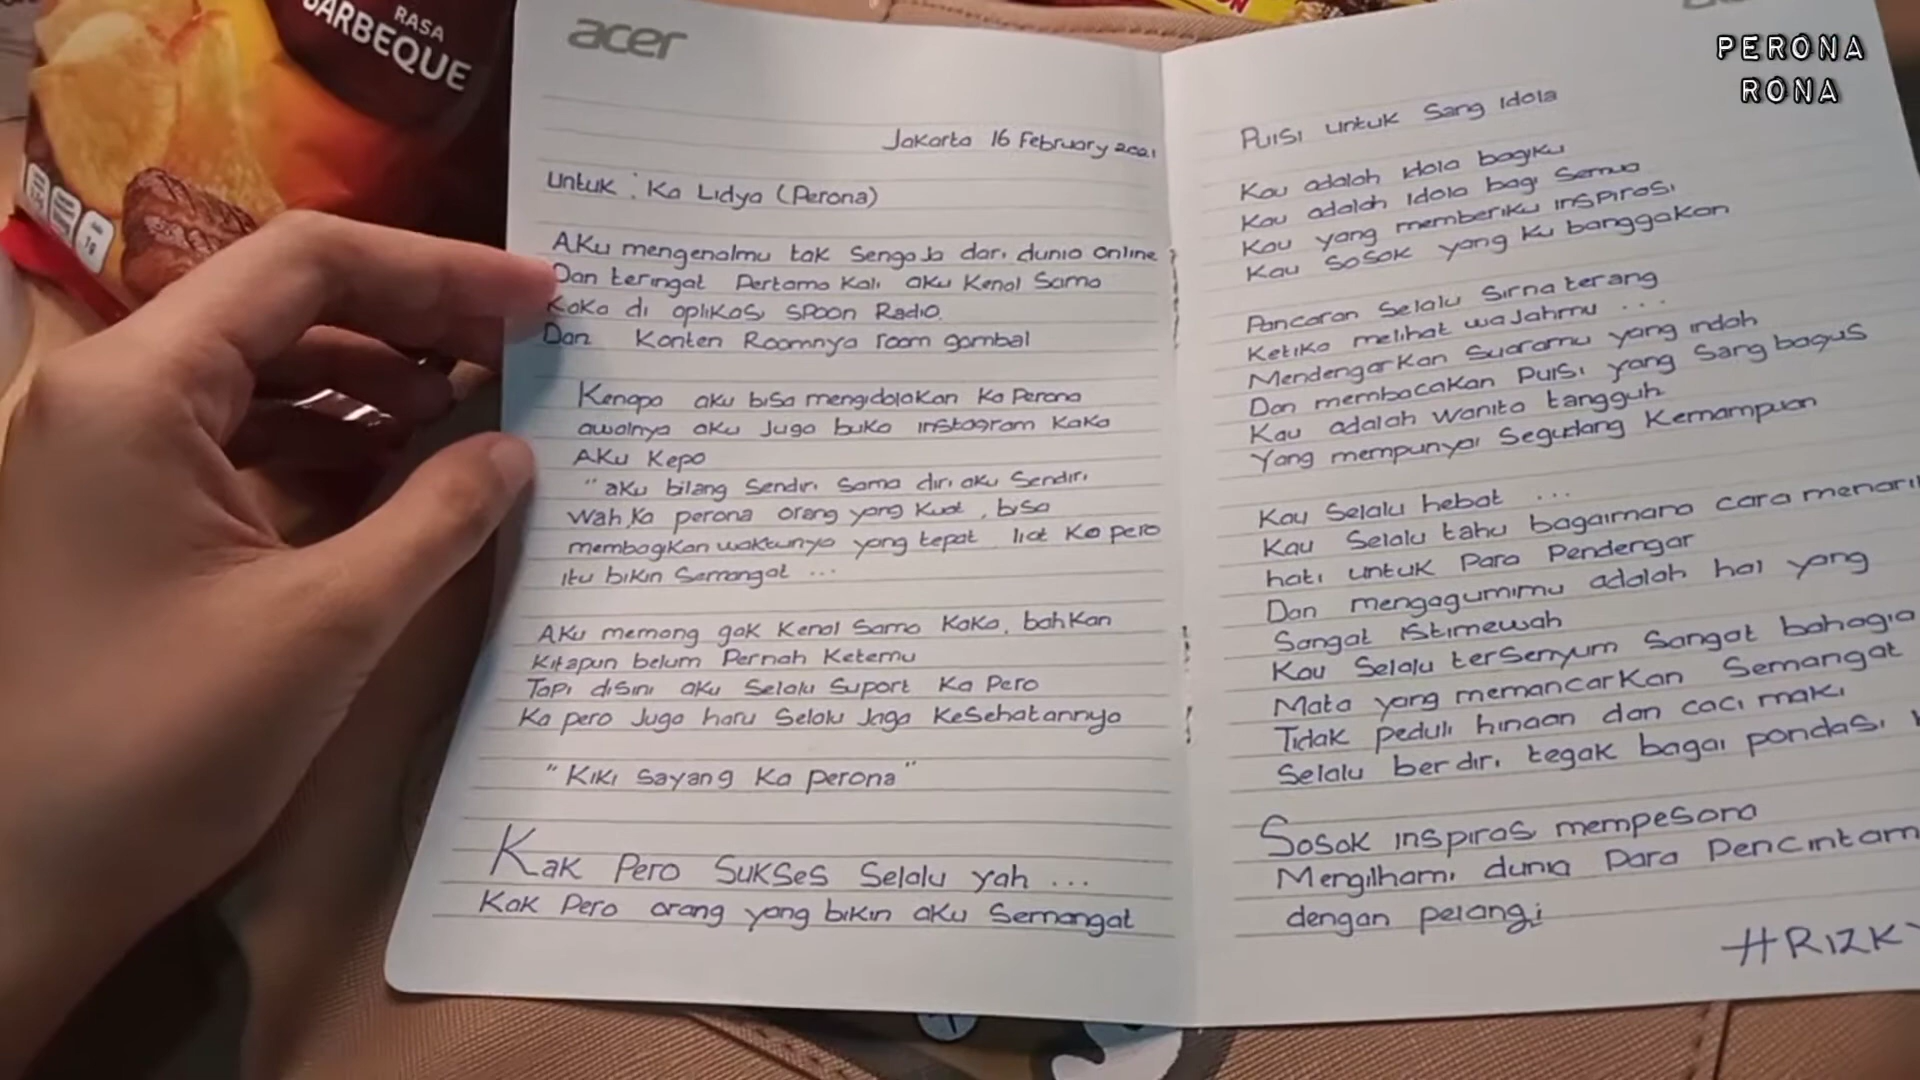 RASA
BARBEQUE
acer
PERONA
RONA
Jakarta 16 February 2021
Untuk : Ka Lidya (Perona)
Aku mengenalmu tak sengaja dari dunia online
Dan teringat Pertama Kali aku Kenal Sama
Kaka di aplikasi SPoon Radio.
Dan Konten Roomnya room gombal
Kenapa aku bisa mengidolakan Ka Perona
awalnya aku Juga buka instagram Kaka
Aku Kepo
"aku bilang Sendiri Sama diri aku Sendiri
Wah Ka perona orang yang Kuat, bisa
membagikan waktunya yang tepat liat Ka pero
itu bikin Semangat ...
Aku memang gak Kenal Sama Kaka, bahkan
Kitapun belum Pernah Ketemu
Tapi disini aku Selalu Suport Ka Pero
Ka pero Juga haru Selalu Jaga KeSehatannya
"Kiki Sayang Ka perona"
Kak Pero SukSes Selalu yah ...
Kak Pero orang yang bikin aku Semangat
Puisi untuk Sang Idola
Kau adalah idola bagiku
Kau adalah Idola bagi Semua
Kau yang memberiku inspirasi
Kau SoSok yang Ku banggakan
Pancaran Selalu Sirna terang
Ketika melihat waJahmu ...
Mendengarkan Suaramu yang indah
Dan membacakan Puisi yang Sang bagus
Kau adalah Wanita tangguh
Yang mempunyai Segudang Kemampuan
Kau Selalu hebat ...
Kau Selalu tahu bagaimana cara menarik
hati untuk Para Pendengar
Dan mengagumimu adalah hal yang
Sangat iStimewah
Kau Selalu terSenyum Sangat bahagia
Mata yang memancarkan Semangat
Tidak peduli hinaan dan caci maki
Selalu berdiri tegak bagai pondasi
Sosok inspirasi mempesona
Mengilhami dunia Para Pencinta
dengan pelangi
#RIZKY